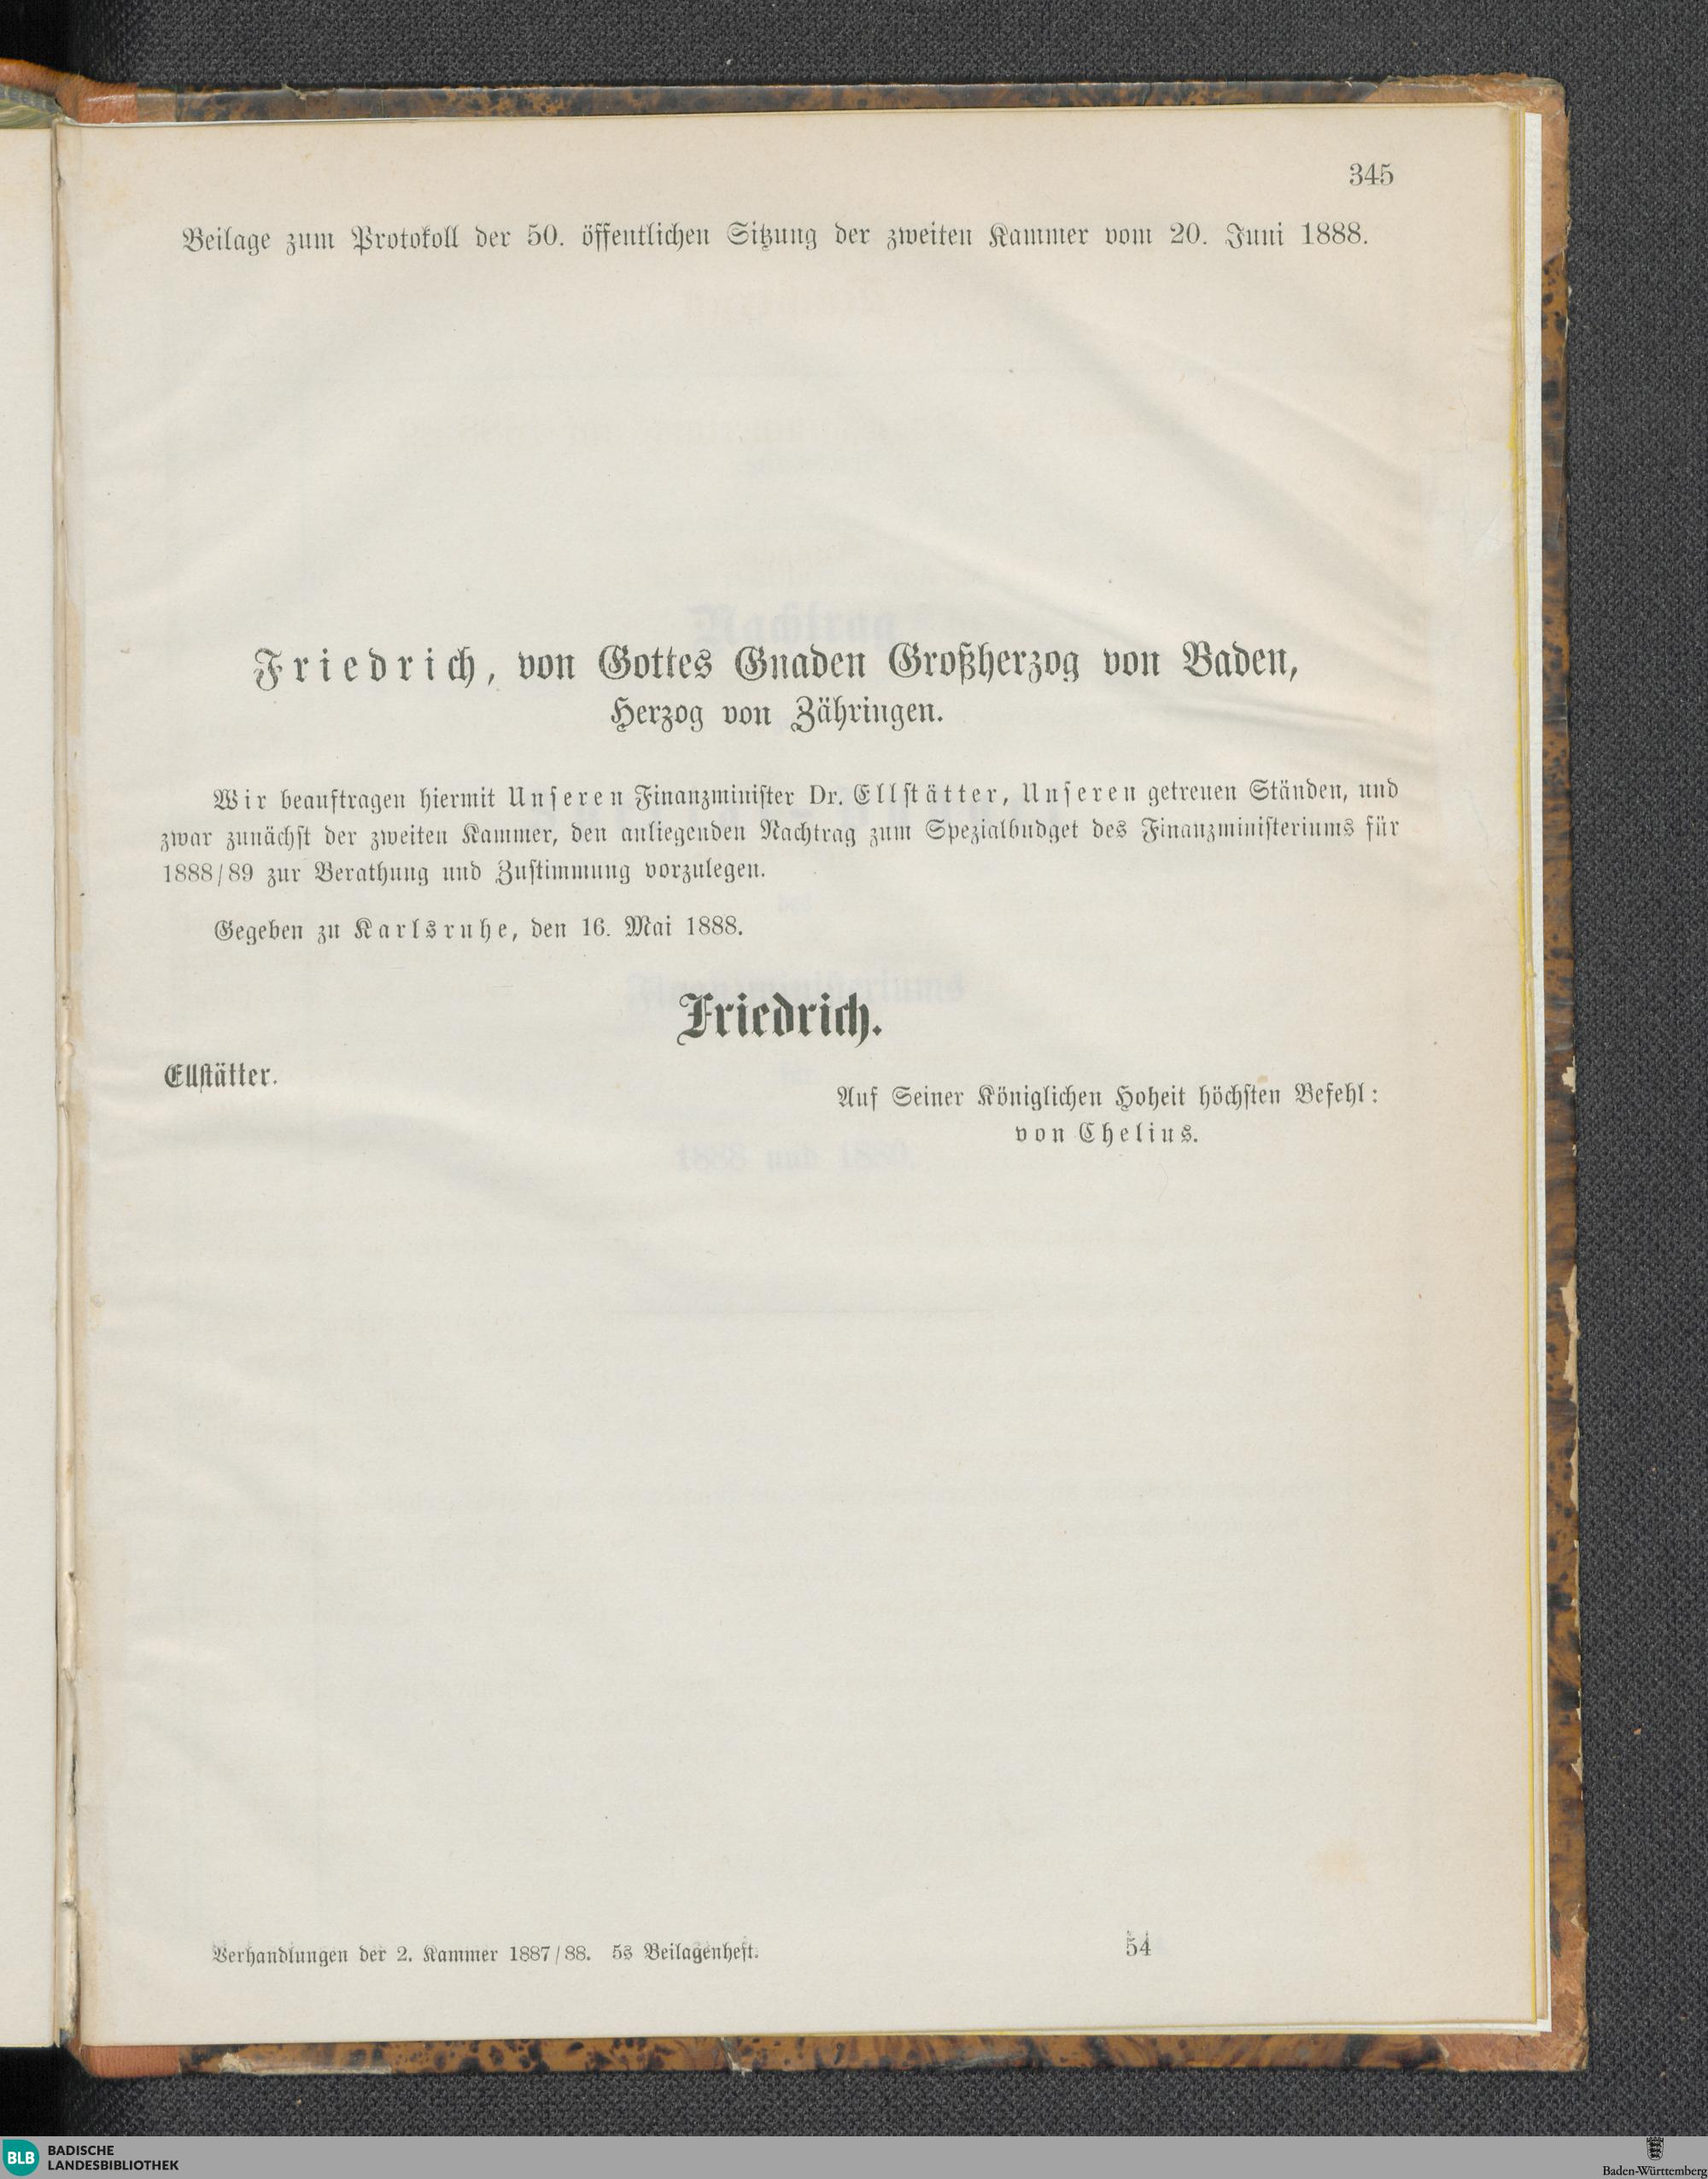 345
Beilage zum Protokoll der 50. öffentlichen Sitzung der zweiten Kammer vom 20. Juni 1888.
Friedrich, von Gottes Gnaden Großherzog von Baden,
Herzog von Zähringen.
Wir beauftragen hiermit Unseren Finanzminister Dr. Ellstätter, Unseren getreuen Ständen, und
zwar zunächst der zweiten Kammer, den anliegenden Nachtrag zum Spezialbudget des Finanzministeriums für
1888/89 zur Berathung und Zustimmung vorzulegen.
Gegeben zu Karlsruhe, den 16. Mai 1888.
Friedrich.
Ellstätter.
Auf Seiner Königlichen Hoheit höchsten Befehl:
von Chelius.
Verhandlungen der 2. Kammer 1887/88. 5s Beilagenheft. 54
BLB BADISCHE
LANDESBIBLIOTHEK
Baden-Württemberg